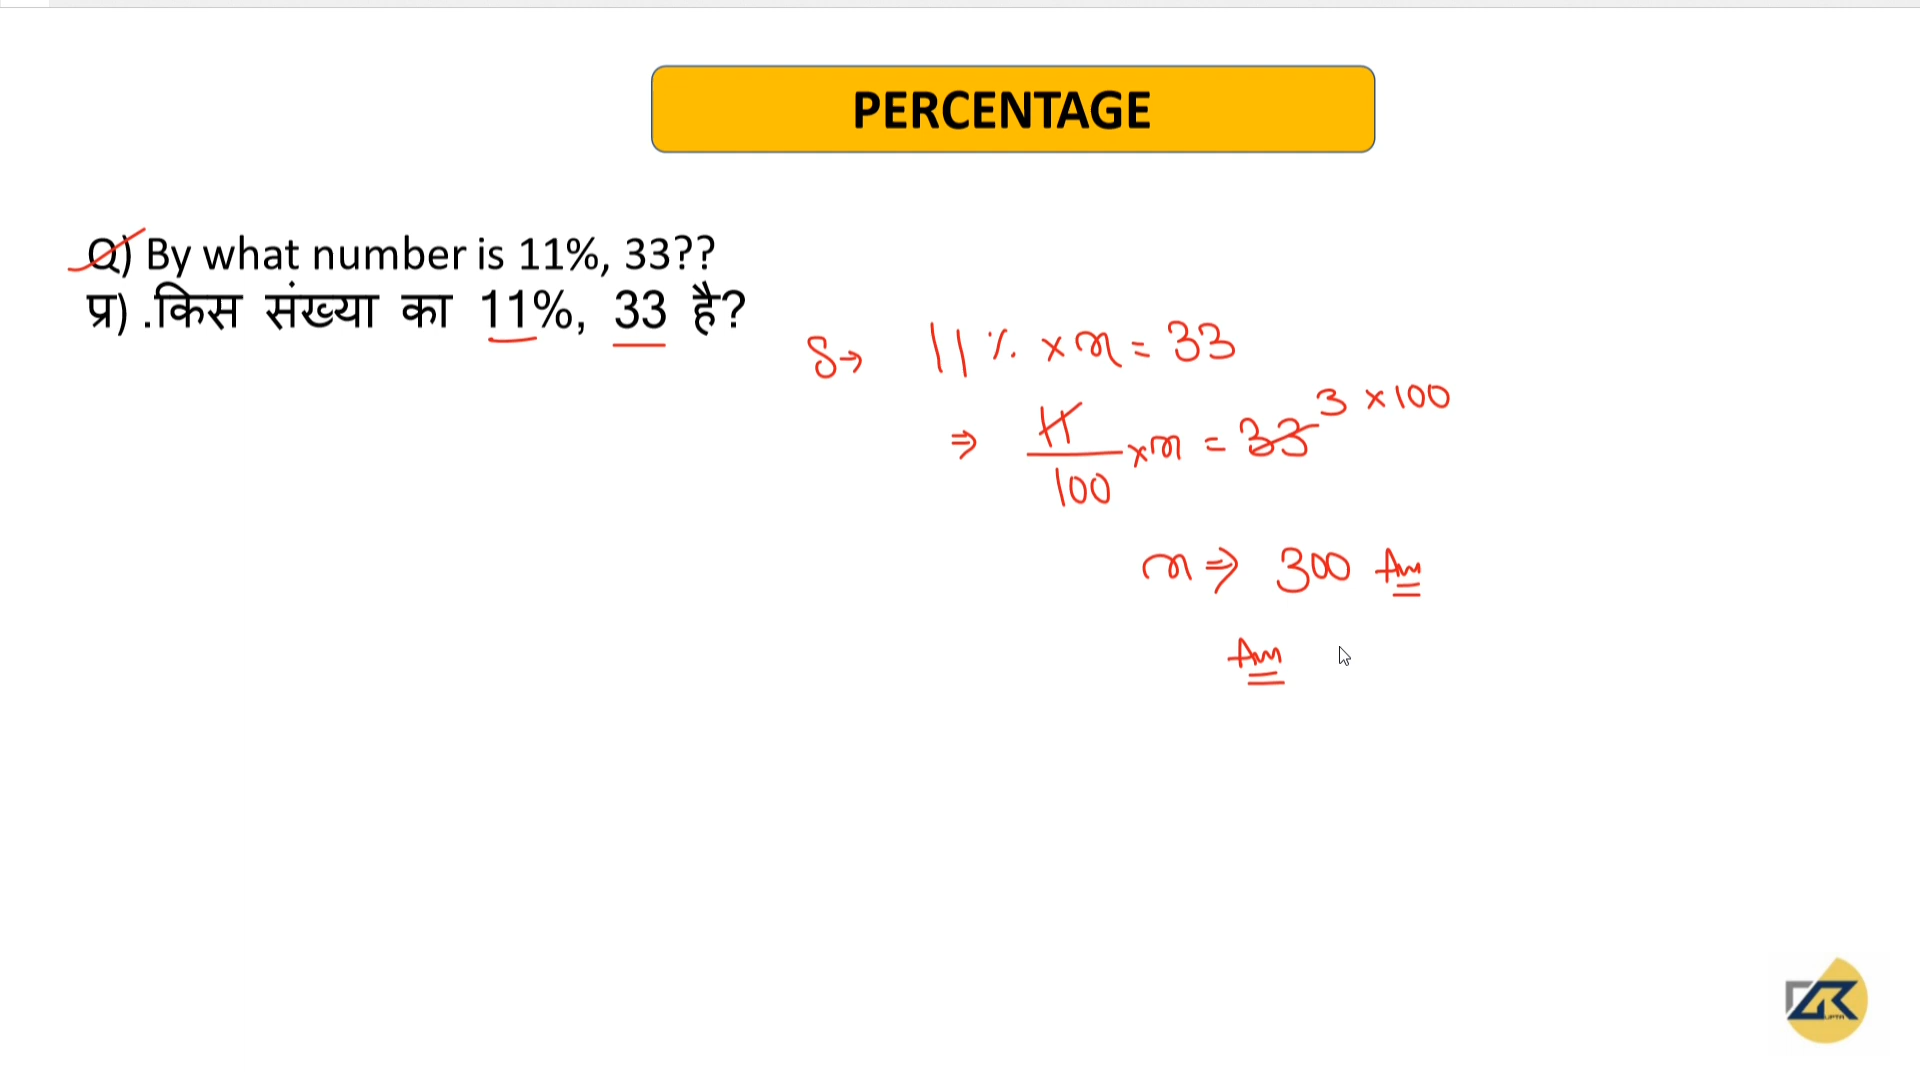 PERCENTAGE
Q) By what number is 11%, 33??
प्र) .किस संख्या का 11%, 33 है?
S→ 11% × n = 33
⇒ 11/100 × n = 33 3 × 100
n ⇒ 300 Ans
Ans